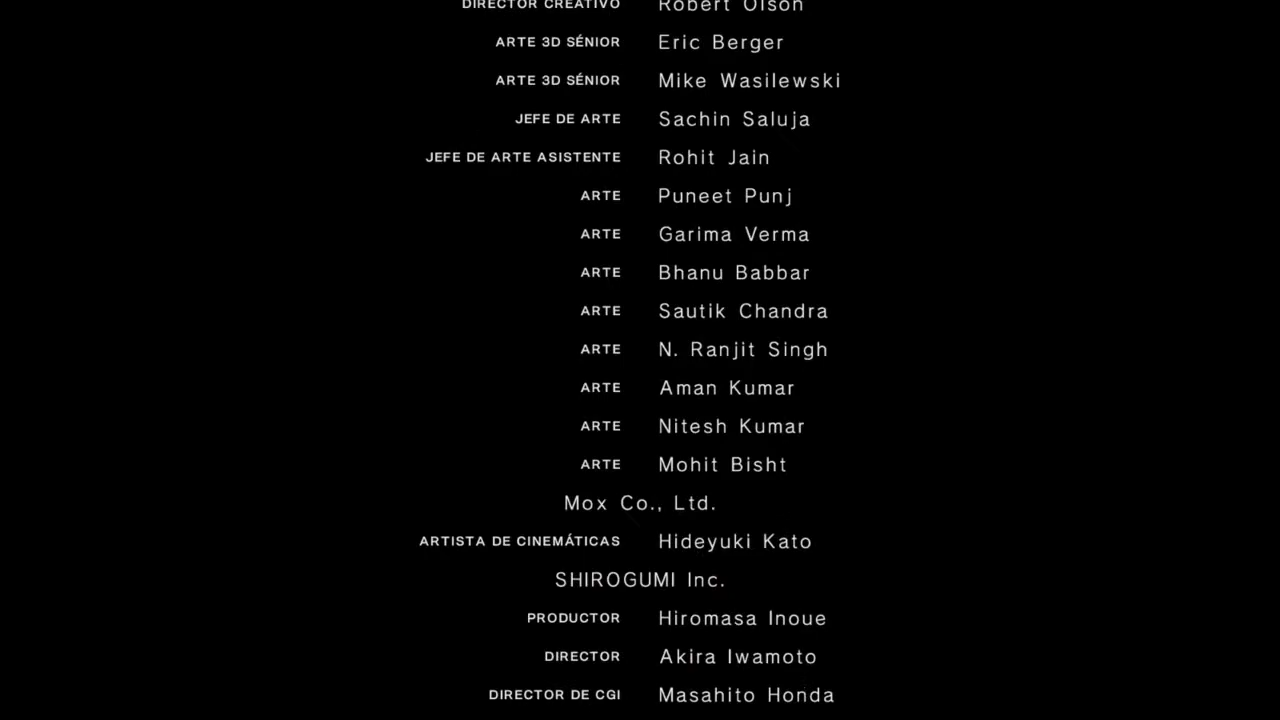 DIRECTOR CREATIVO Robert Olson
ARTE 3D SÉNIOR Eric Berger
ARTE 3D SÉNIOR Mike Wasilewski
JEFE DE ARTE Sachin Saluja
JEFE DE ARTE ASISTENTE Rohit Jain
ARTE Puneet Punj
ARTE Garima Verma
ARTE Bhanu Babbar
ARTE Sautik Chandra
ARTE N. Ranjit Singh
ARTE Aman Kumar
ARTE Nitesh Kumar
ARTE Mohit Bisht
Mox Co., Ltd.
ARTISTA DE CINEMÁTICAS Hideyuki Kato
SHIROGUMI Inc.
PRODUCTOR Hiromasa Inoue
DIRECTOR Akira Iwamoto
DIRECTOR DE CGI Masahito Honda